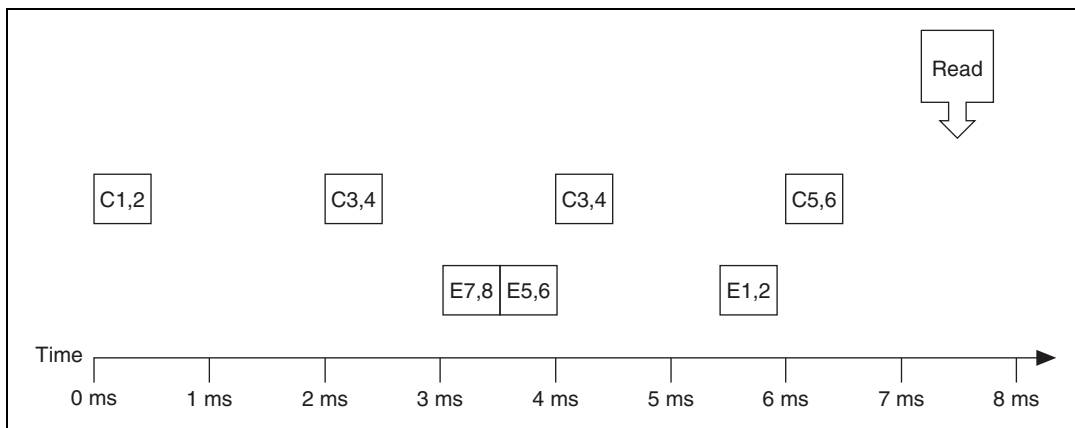 Read
C1,2 C3,4 C3,4 C5,6
E7,8 E5,6 E1,2
Time
0 ms 1 ms 2 ms 3 ms 4 ms 5 ms 6 ms 7 ms 8 ms